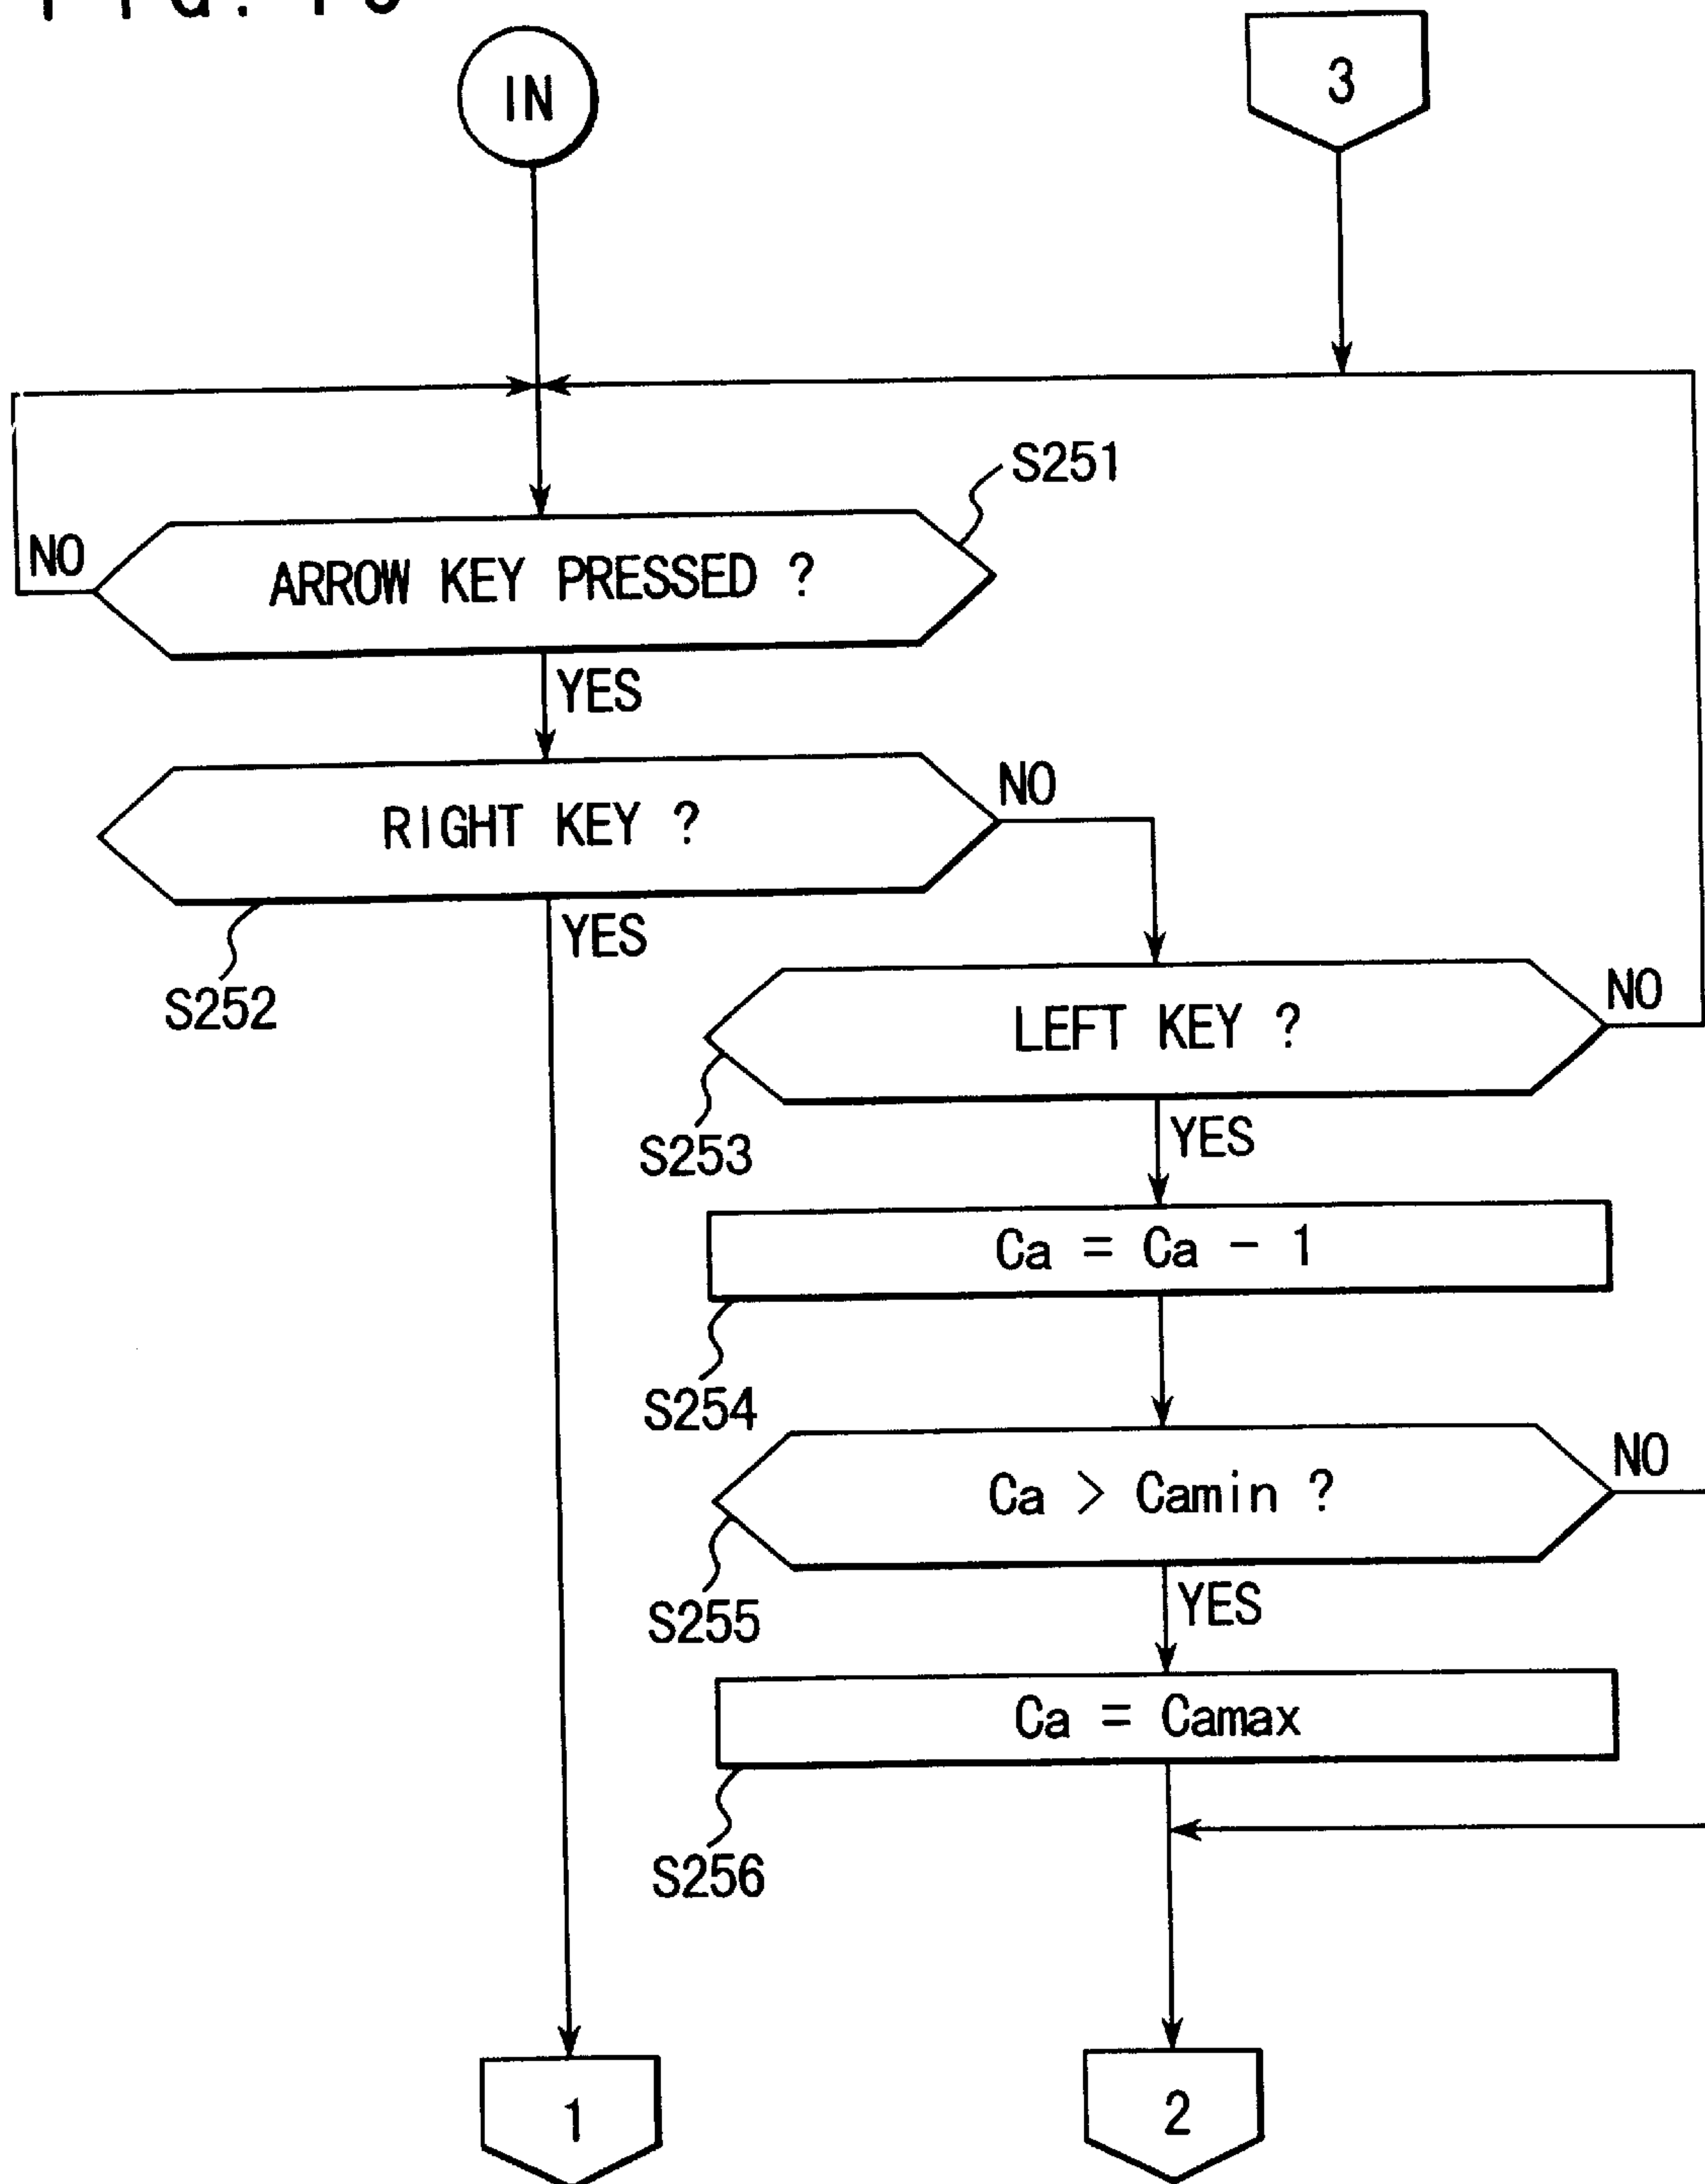 IN
3
S251
NO
ARROW KEY PRESSED ?
YES
NO
RIGHT KEY ?
YES
S252
NO
LEFT KEY ?
S253
YES
Ca = Ca - 1
S254
NO
Ca > Camin ?
S255
YES
Ca = Camax
S256
1
2